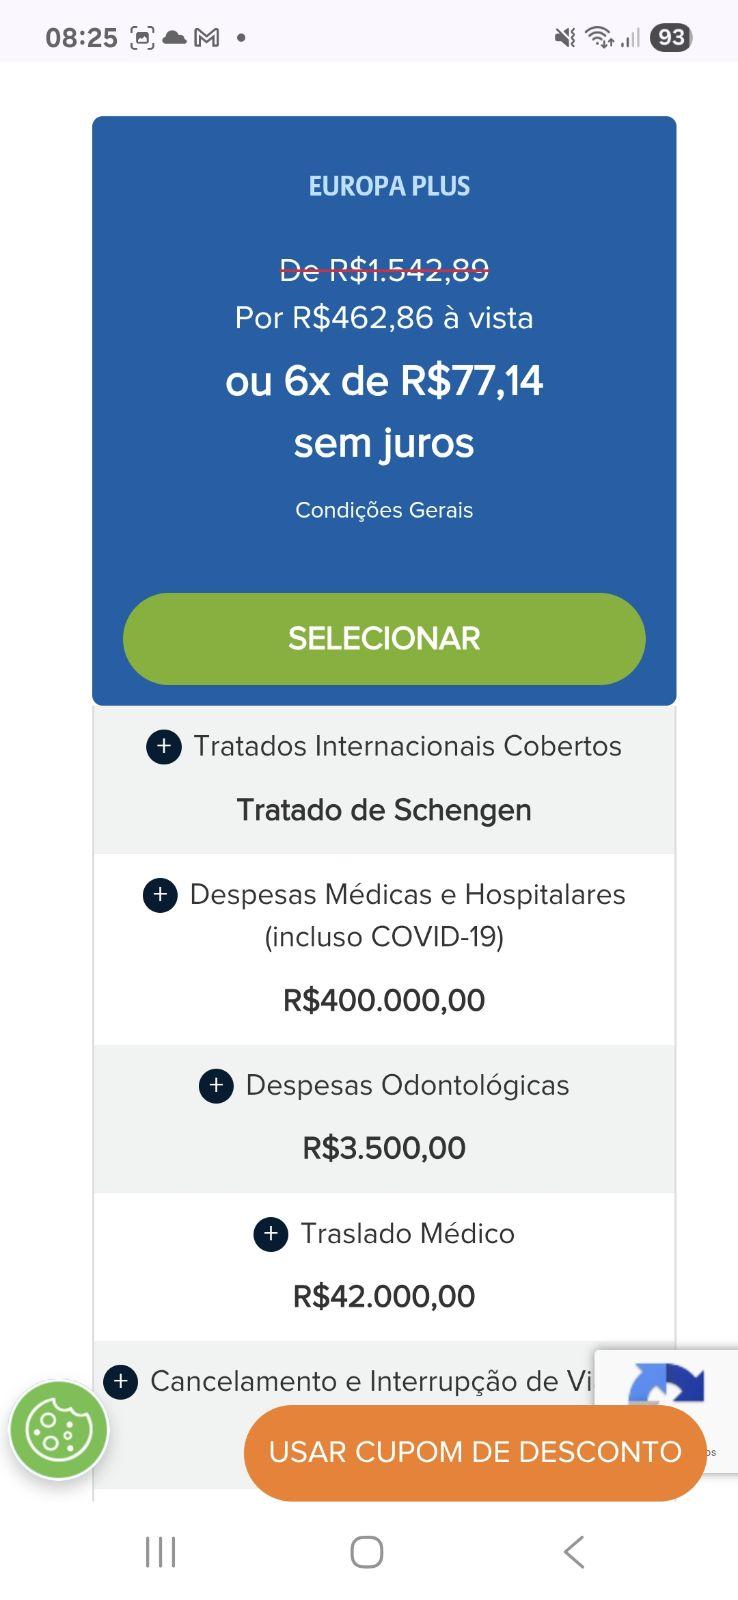 08:25
93
EUROPA PLUS
De R$1.542,89
Por R$462,86 à vista
ou 6x de R$77,14
sem juros
Condições Gerais
SELECIONAR
+ Tratados Internacionais Cobertos
Tratado de Schengen
+ Despesas Médicas e Hospitalares
(incluso COVID-19)
R$400.000,00
+ Despesas Odontológicas
R$3.500,00
+ Traslado Médico
R$42.000,00
+ Cancelamento e Interrupção de Vi
USAR CUPOM DE DESCONTO